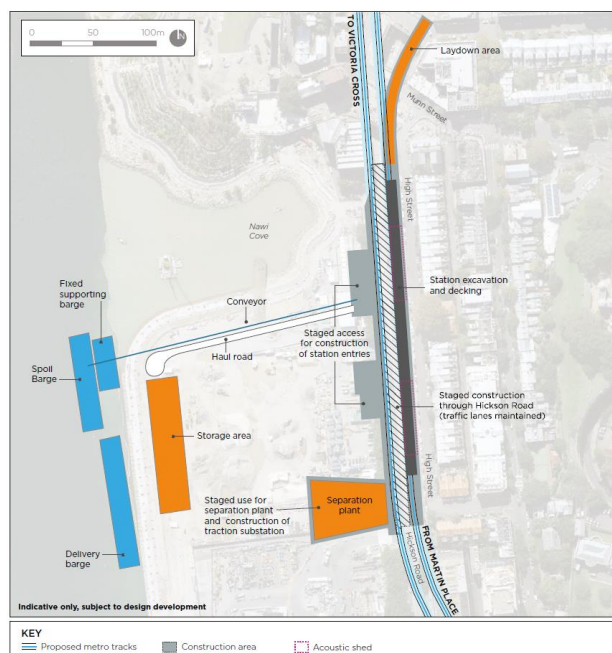 0 50 100m
N
TO VICTORIA CROSS
Laydown area
Munn Street
High Street
Nawi
Cove
Fixed
supporting
barge
Conveyor
Station excavation
and decking
Haul road
Staged access
for construction
of station entries
Spoil
Barge
Staged construction
through Hickson Road
(traffic lanes maintained)
Storage area
High Street
Staged use for
separation plant
and construction of
traction substation
Separation
plant
Delivery
barge
Hickson Road
FROM MARTIN PLACE
Indicative only, subject to design development
KEY
Proposed metro tracks
Construction area
Acoustic shed